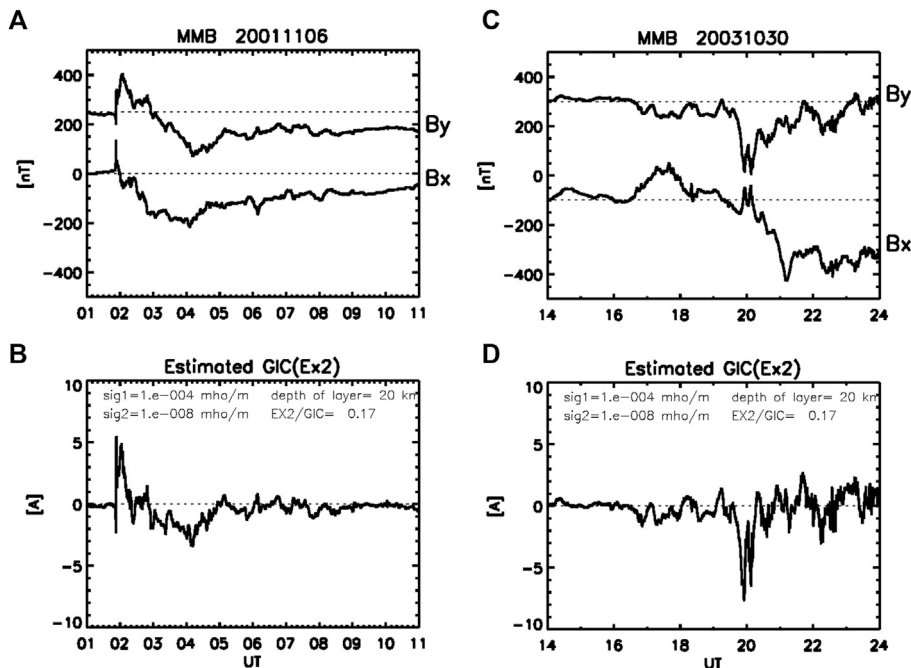 A
MMB 20011106
400
200
0
-200
-400
[nT]
By
Bx
01 02 03 04 05 06 07 08 09 10 11
B
Estimated GIC(Ex2)
sig1=1.e-004 mho/m depth of layer= 20 km
sig2=1.e-008 mho/m EX2/GIC= 0.17
10
5
0
-5
-10
[A]
01 02 03 04 05 06 07 08 09 10 11
UT
C
MMB 20031030
400
200
0
200
-400
[nT]
By
Bx
14 16 18 20 22 24
D
Estimated GIC(Ex2)
sig1=1.e-004 mho/m depth of layer= 20 km
sig2=1.e-008 mho/m EX2/GIC= 0.17
10
5
0
-5
-10
[A]
14 16 18 20 22 24
UT